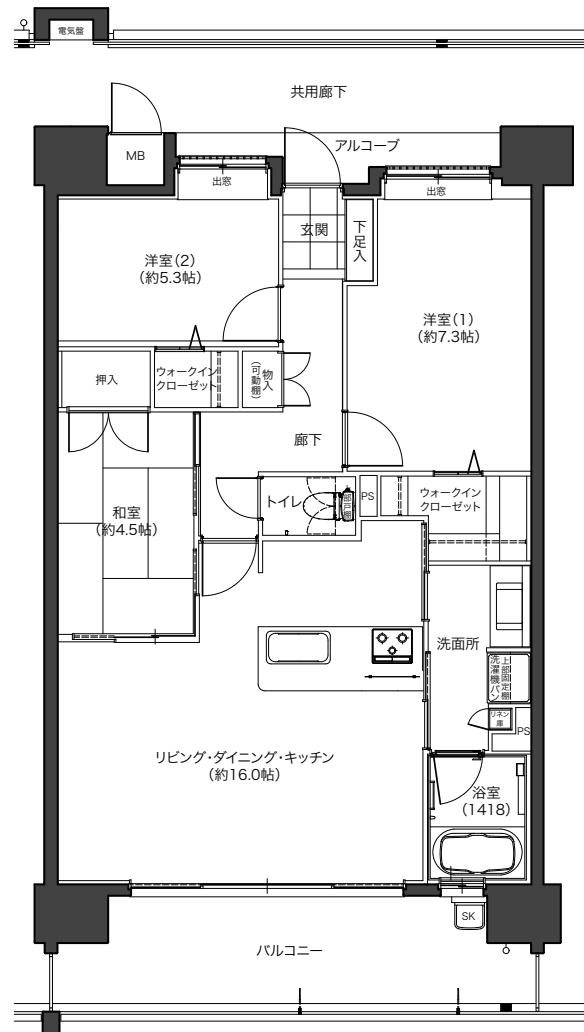 電気盤
共用廊下
MB
アルコーブ
出窓
出窓
玄関
下足入
洋室(2)
(約5.3帖)
洋室(1)
(約7.3帖)
押入
ウォークイン
クローゼット
物入
(可動棚)
廊下
トイレ
吊戸棚
PS
ウォークイン
クローゼット
和室
(約4.5帖)
洗面所
上部固定棚
洗濯機パン
リネン
庫
PS
リビング・ダイニング・キッチン
(約16.0帖)
浴室
(1418)
SK
バルコニー